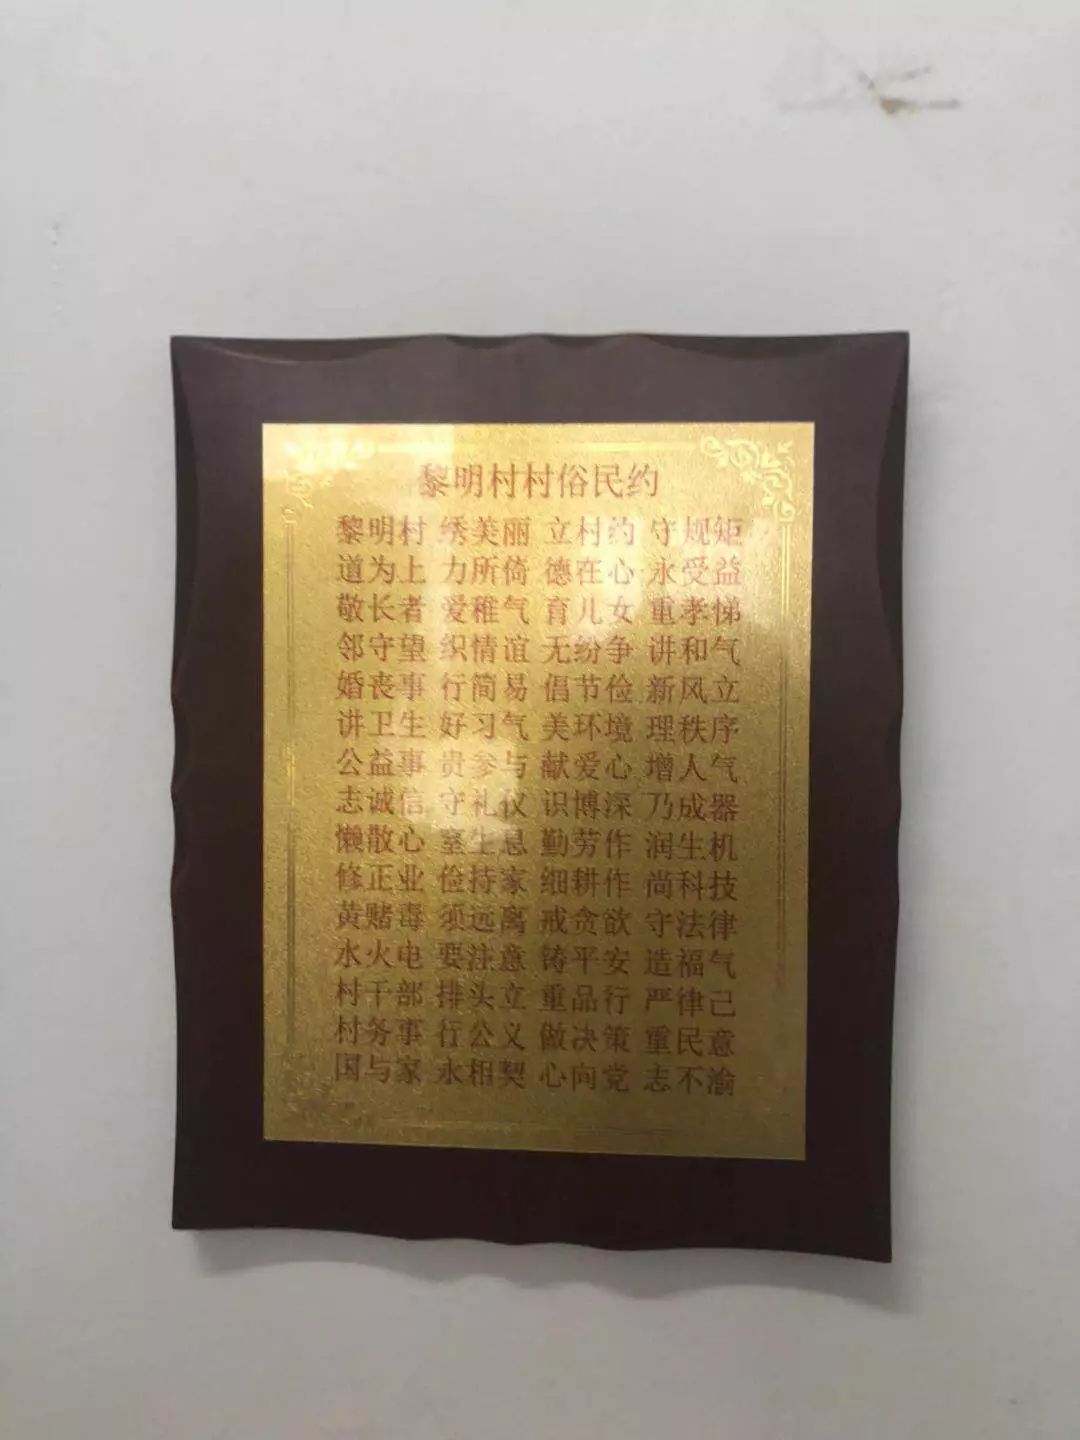 黎明村村俗民约
黎明村 绣美丽 立村约 守规矩
道为上 力所倚 德在心 永受益
敬长者 爱稚气 育儿女 重孝悌
邻守望 织情谊 无纷争 讲和气
婚丧事 行简易 倡节俭 新风立
讲卫生 好习气 美环境 理秩序
公益事 贵参与 献爱心 增人气
志诚信 守礼仪 识博深 乃成器
懒散心 窒生息 勤劳作 润生机
修正业 俭持家 细耕作 尚科技
黄赌毒 须远离 戒贪欲 守法律
水火电 要注意 铸平安 造福气
村干部 排头立 重品行 严律己
村务事 行公义 做决策 重民意
国与家 永相契 心向党 志不渝